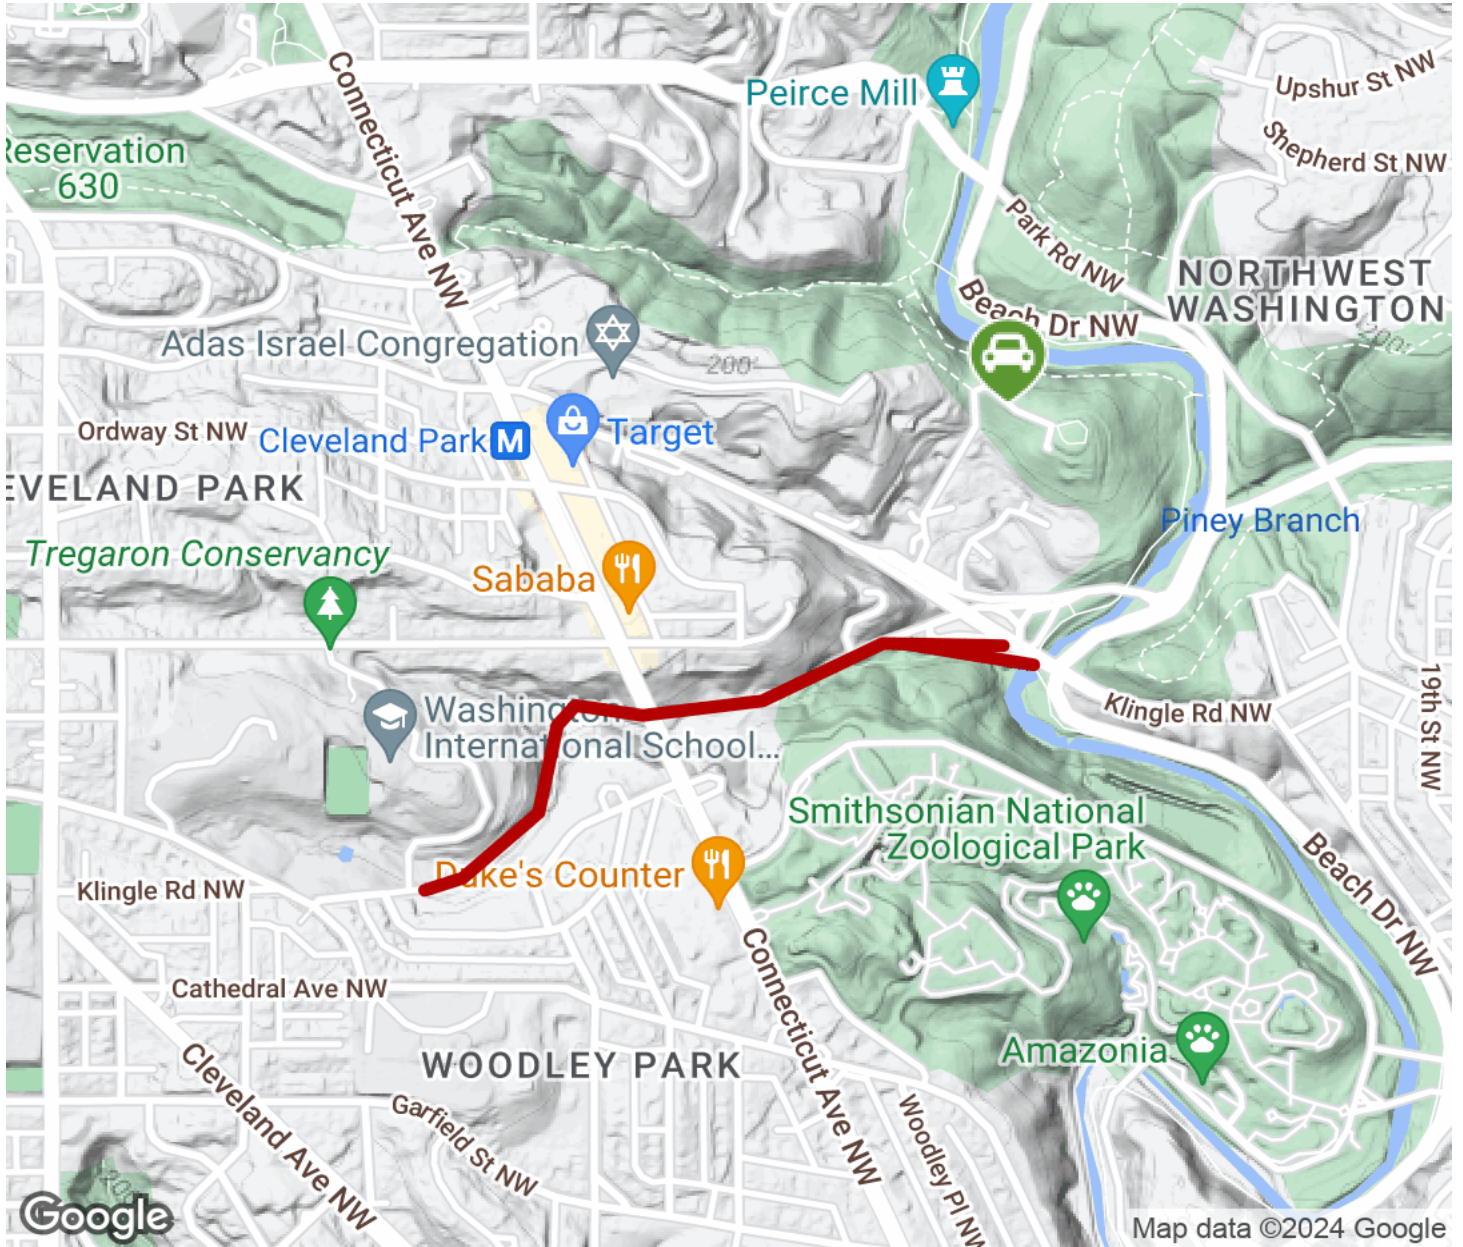 Connecticut Ave NW
Peirce Mill
Upshur St NW
Shepherd St NW
Reservation
630
Park Rd NW
NORTHWEST
WASHINGTON
Beach Dr NW
200'
Adas Israel Congregation
200'
Ordway St NW
Cleveland Park
M
Target
EVELAND PARK
Piney Branch
Tregaron Conservancy
Sababa
19th St NW
Klingle Rd NW
Washington
International School...
Smithsonian National
Zoological Park
Duke's Counter
Klingle Rd NW
Beach Dr NW
Cathedral Ave NW
Connecticut Ave NW
Amazonia
WOODLEY PARK
Cleveland Ave NW
Garfield St NW
Woodley Pl NW
Google
Map data ©2024 Google